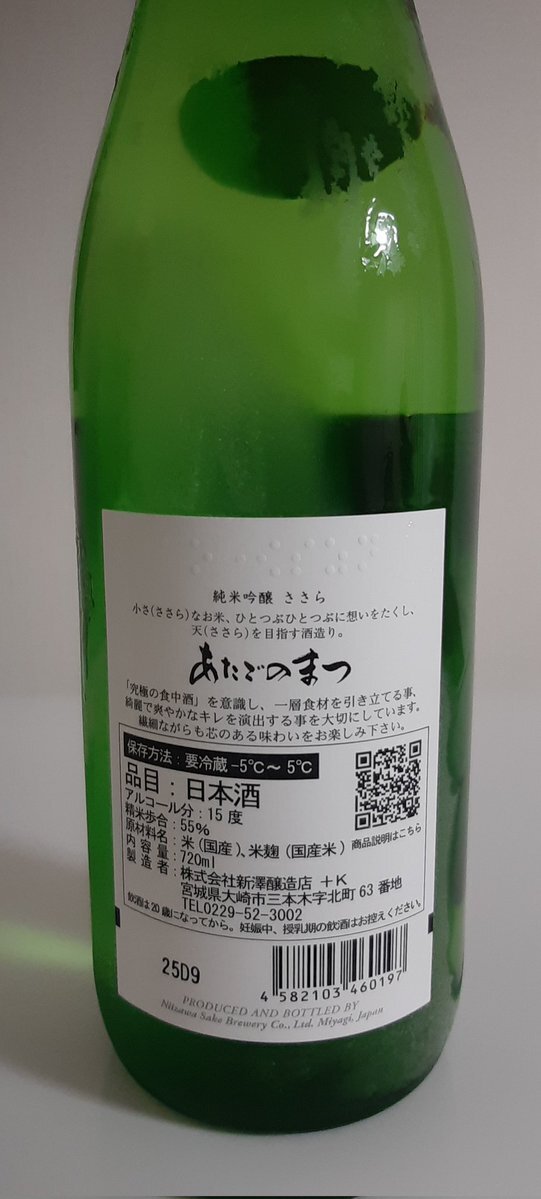 純米吟醸 ささら
小さ(ささら)なお米、ひとつぶひとつぶに想いをたくし、
天(ささら)を目指す酒造り。
あたごのまつ
「究極の食中酒」を意識し、一層食材を引き立てる事、
綺麗で爽やかなキレを演出する事を大切にしています。
繊細ながらも芯のある味わいをお楽しみ下さい。
保存方法：要冷蔵 -5℃～5℃
品目：日本酒
アルコール分：15度
精米歩合：55%
原材料名：米(国産)、米麹(国産米)
内容量：720ml
製造者：株式会社新澤醸造店 +K
宮城県大崎市三本木字北町63番地
TEL0229-52-3002
商品説明はこちら
飲酒は20歳になってから。妊娠中、授乳期の飲酒はお控えください。
25D9
4 582103 460197
PRODUCED AND BOTTLED BY
Niizawa Sake Brewery Co., Ltd. Miyagi, Japan